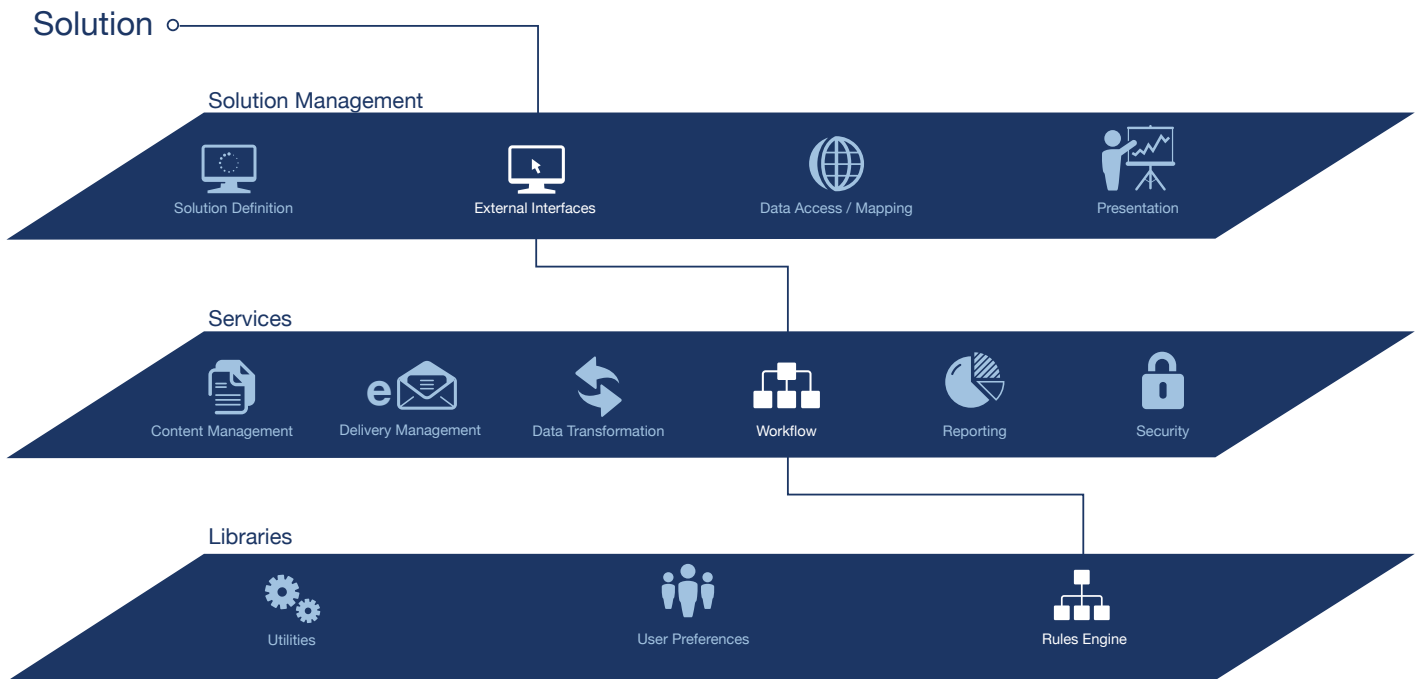 Solution
Solution Management
Solution Definition
External Interfaces
Data Access / Mapping
Presentation
Services
e
Content Management
Delivery Management
Data Transformation
Workflow
Reporting
Security
Libraries
Utilities
User Preferences
Rules Engine